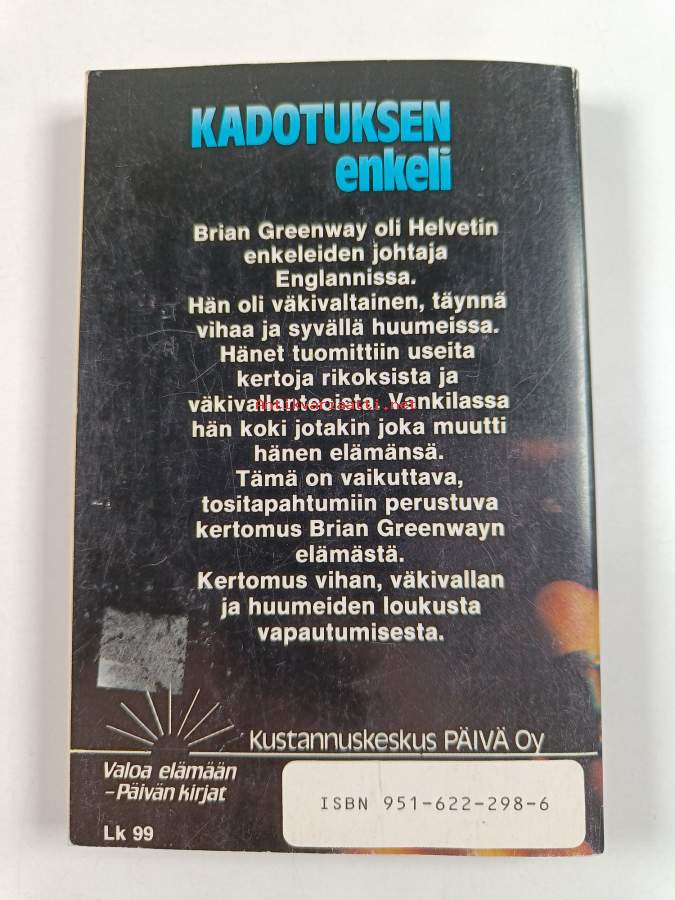 KADOTUKSEN
enkeli
Brian Greenway oli Helvetin
enkeleiden johtaja
Englannissa.
Hän oli väkivaltainen, täynnä
vihaa ja syvällä huumeissa.
Hänet tuomittiin useita
kertoja rikoksista ja
väkivallanteoista. Vankilassa
Antikvariaatti.net
hän koki jotakin joka muutti
hänen elämänsä.
Tämä on vaikuttava,
tositapahtumiin perustuva
kertomus Brian Greenwayn
elämästä.
Kertomus vihan, väkivallan
ja huumeiden loukusta
vapautumisesta.
Kustannuskeskus PÄIVÄ Oy
Valoa elämään
-Päivän kirjat
ISBN 951-622-298-6
Lk 99